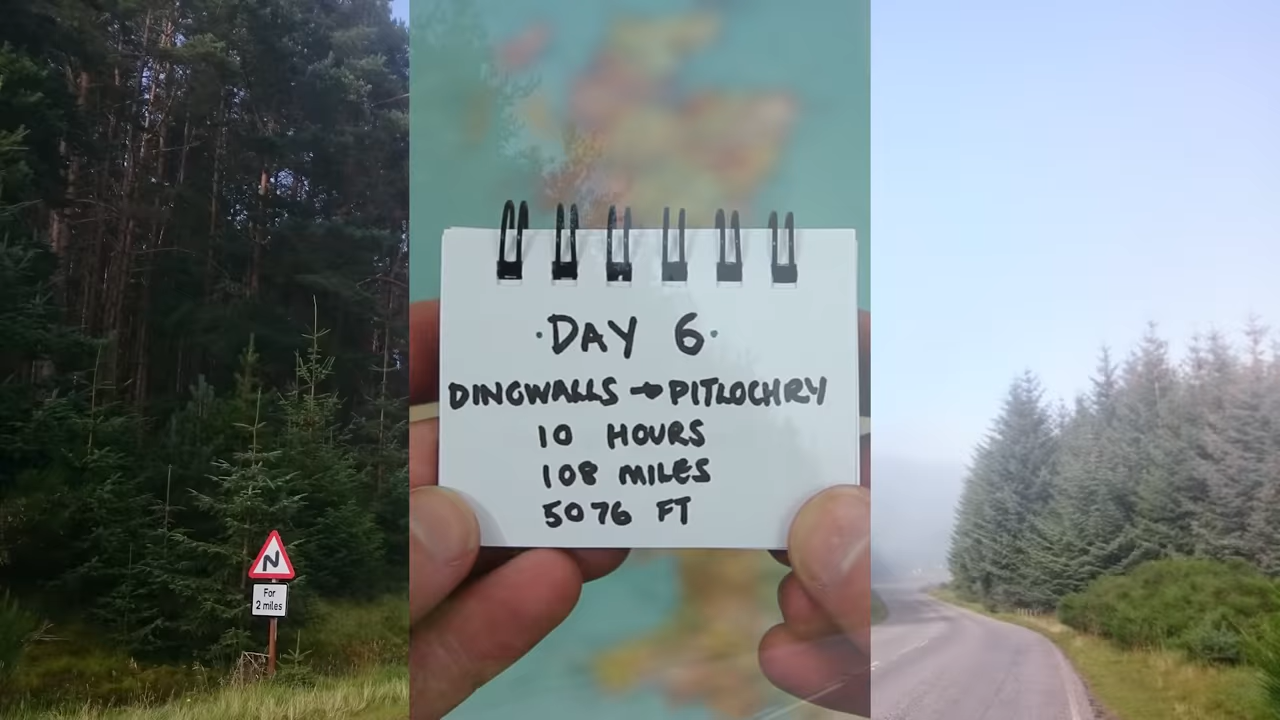 For
2 miles
·DAY 6·
DINGWALLS → PITLOCHRY
10 HOURS
108 MILES
5076 FT